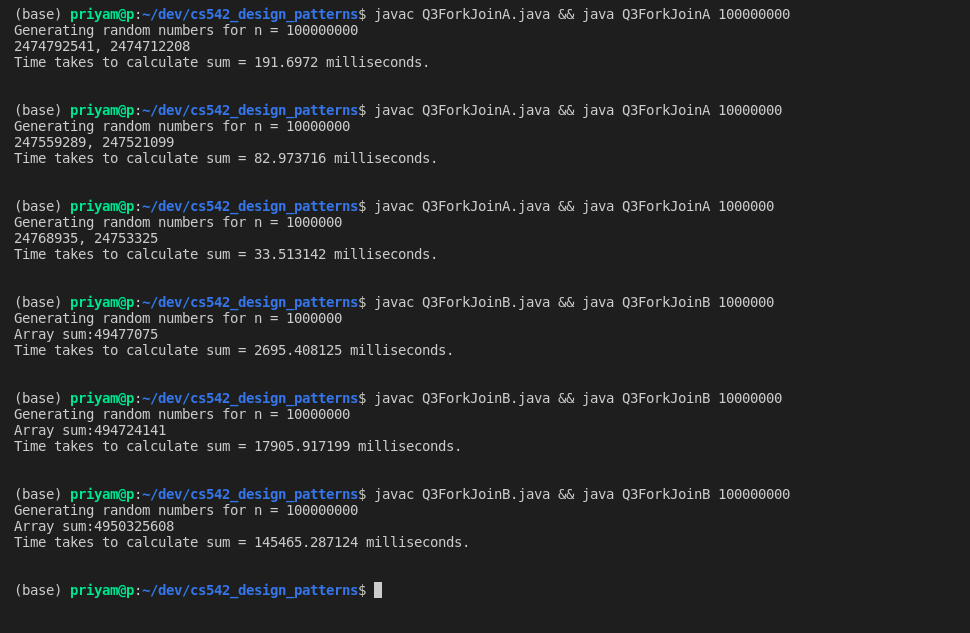 (base) priyam@p:~/dev/cs542_design_patterns$ javac Q3ForkJoinA.java && java Q3ForkJoinA 100000000
Generating random numbers for n = 100000000
2474792541, 2474712208
Time takes to calculate sum = 191.6972 milliseconds.
(base) priyam@p:~/dev/cs542_design_patterns$ javac Q3ForkJoinA.java && java Q3ForkJoinA 10000000
Generating random numbers for n = 10000000
247559289, 247521099
Time takes to calculate sum = 82.973716 milliseconds.
(base) priyam@p:~/dev/cs542_design_patterns$ javac Q3ForkJoinA.java && java Q3ForkJoinA 1000000
Generating random numbers for n = 1000000
24768935, 24753325
Time takes to calculate sum = 33.513142 milliseconds.
(base) priyam@p:~/dev/cs542_design_patterns$ javac Q3ForkJoinB.java && java Q3ForkJoinB 1000000
Generating random numbers for n = 1000000
Array sum:49477075
Time takes to calculate sum = 2695.408125 milliseconds.
(base) priyam@p:~/dev/cs542_design_patterns$ javac Q3ForkJoinB.java && java Q3ForkJoinB 10000000
Generating random numbers for n = 10000000
Array sum:494724141
Time takes to calculate sum = 17905.917199 milliseconds.
(base) priyam@p:~/dev/cs542_design_patterns$ javac Q3ForkJoinB.java && java Q3ForkJoinB 100000000
Generating random numbers for n = 100000000
Array sum:4950325608
Time takes to calculate sum = 145465.287124 milliseconds.
(base) priyam@p:~/dev/cs542_design_patterns$